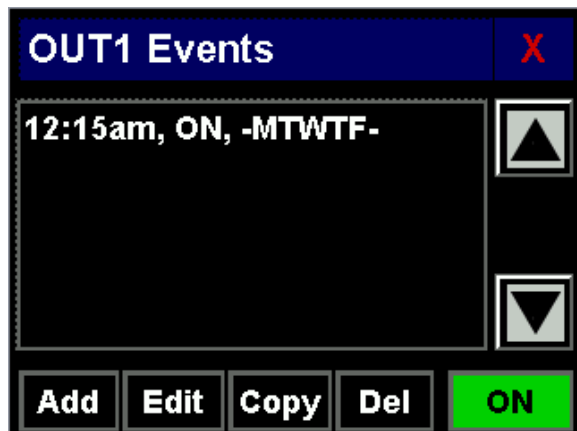 OUT1 Events X
12:15am, ON, -MTWTF-
Add Edit Copy Del ON